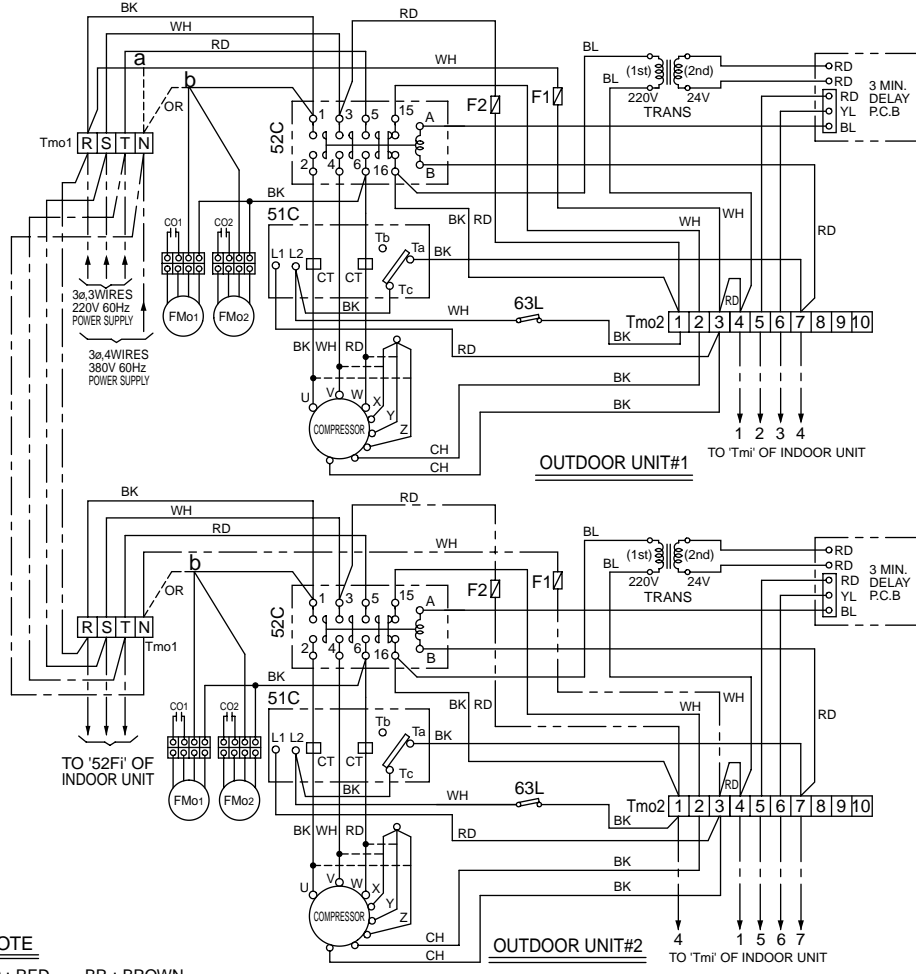 BK
WH
RD
RD
WH
a
b
OR
Tmo1 R S T N
52C
1 3 5 15
2 4 6 16
A
B
F2 F1
BL
BL
(1st) (2nd)
220V 24V
TRANS
RD
RD
RD
YL
BL
3 MIN.
DELAY
P.C.B
BK
51C
CO1 CO2
FMo1 FMo2
L1 L2
CT CT
Tb
Ta
Tc
BK
BK
BK RD
WH
WH
RD
RD
3ø,3WIRES
220V 60Hz
POWER SUPPLY
3ø,4WIRES
380V 60Hz
POWER SUPPLY
WH
63L
BK
RD
Tmo2 1 2 3 4 5 6 7 8 9 10
BK WH RD
U V W X Y Z
COMPRESSOR
BK
BK
CH
CH
1 2 3 4
TO 'Tmi' OF INDOOR UNIT
OUTDOOR UNIT#1
BK
WH
RD
RD
WH
b
OR
R S T N
Tmo1
52C
1 3 5 15
2 4 6 16
A
B
F2 F1
BL
BL
(1st) (2nd)
220V 24V
TRANS
RD
RD
RD
YL
BL
3 MIN.
DELAY
P.C.B
BK
51C
CO1 CO2
FMo1 FMo2
L1 L2
CT CT
Tb
Ta
Tc
BK
BK
BK RD
WH
WH
RD
RD
TO '52Fi' OF
INDOOR UNIT
WH
63L
BK
RD
Tmo2 1 2 3 4 5 6 7 8 9 10
BK WH RD
U V W X Y Z
COMPRESSOR
BK
BK
CH
CH
4 1 5 6 7
TO 'Tmi' OF INDOOR UNIT
OUTDOOR UNIT#2
OTE
: RED BR : BROWN